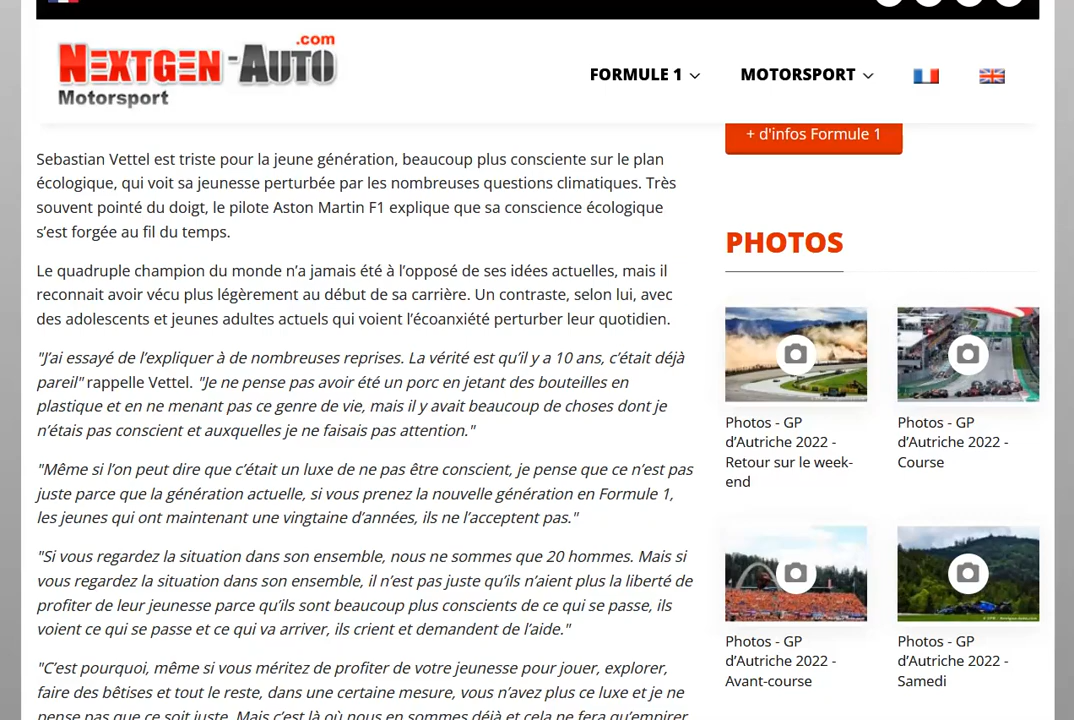 NEXTGEN-AUTO
.com
Motorsport
FORMULE 1
MOTORSPORT
+ d'infos Formule 1
Sebastian Vettel est triste pour la jeune génération, beaucoup plus consciente sur le plan
écologique, qui voit sa jeunesse perturbée par les nombreuses questions climatiques. Très
souvent pointé du doigt, le pilote Aston Martin F1 explique que sa conscience écologique
s’est forgée au fil du temps.
Le quadruple champion du monde n’a jamais été à l’opposé de ses idées actuelles, mais il
reconnait avoir vécu plus légèrement au début de sa carrière. Un contraste, selon lui, avec
des adolescents et jeunes adultes actuels qui voient l’écoanxiété perturber leur quotidien.
"J’ai essayé de l’expliquer à de nombreuses reprises. La vérité est qu’il y a 10 ans, c’était déjà
pareil" rappelle Vettel. "Je ne pense pas avoir été un porc en jetant des bouteilles en
plastique et en ne menant pas ce genre de vie, mais il y avait beaucoup de choses dont je
n’étais pas conscient et auxquelles je ne faisais pas attention."
"Même si l’on peut dire que c’était un luxe de ne pas être conscient, je pense que ce n’est pas
juste parce que la génération actuelle, si vous prenez la nouvelle génération en Formule 1,
les jeunes qui ont maintenant une vingtaine d’années, ils ne l’acceptent pas."
"Si vous regardez la situation dans son ensemble, nous ne sommes que 20 hommes. Mais si
vous regardez la situation dans son ensemble, il n’est pas juste qu’ils n’aient plus la liberté de
profiter de leur jeunesse parce qu’ils sont beaucoup plus conscients de ce qui se passe, ils
voient ce qui se passe et ce qui va arriver, ils crient et demandent de l’aide."
"C’est pourquoi, même si vous méritez de profiter de votre jeunesse pour jouer, explorer,
faire des bêtises et tout le reste, dans une certaine mesure, vous n’avez plus ce luxe et je ne
pense pas que ce soit juste. Mais c’est là où nous en sommes déjà et cela ne fera qu’empirer
PHOTOS
Photos - GP
d’Autriche 2022 -
Retour sur le week-
end
Photos - GP
d’Autriche 2022 -
Course
Photos - GP
d’Autriche 2022 -
Avant-course
Photos - GP
d’Autriche 2022 -
Samedi